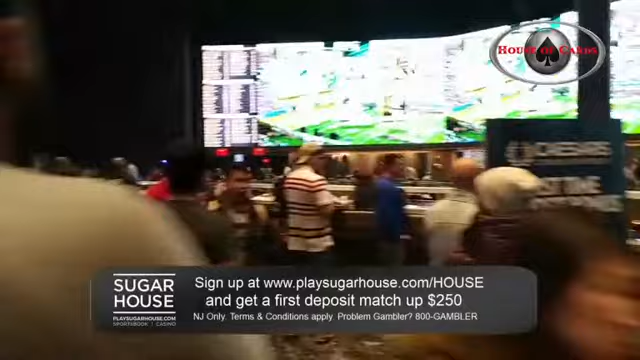 HOUSE OF CARDS
SUGAR
HOUSE
PLAYSUGARHOUSE.COM
SPORTSBOOK | CASINO
Sign up at www.playsugarhouse.com/HOUSE
and get a first deposit match up $250
NJ Only. Terms & Conditions apply. Problem Gambler? 800-GAMBLER